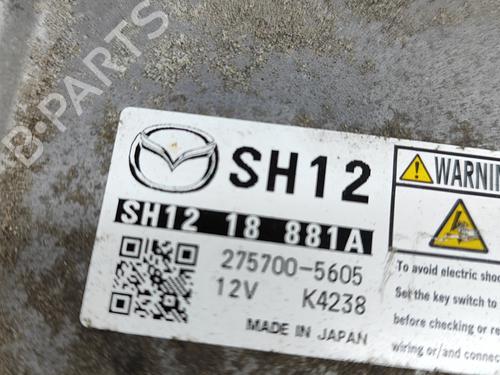 B-PARTS
SH12
SH12 18 881A
275700-5605
12V K4238
MADE IN JAPAN
WARNIN
To avoid electric shoc
Set the key switch to
before checking or re
wiring or/and connec